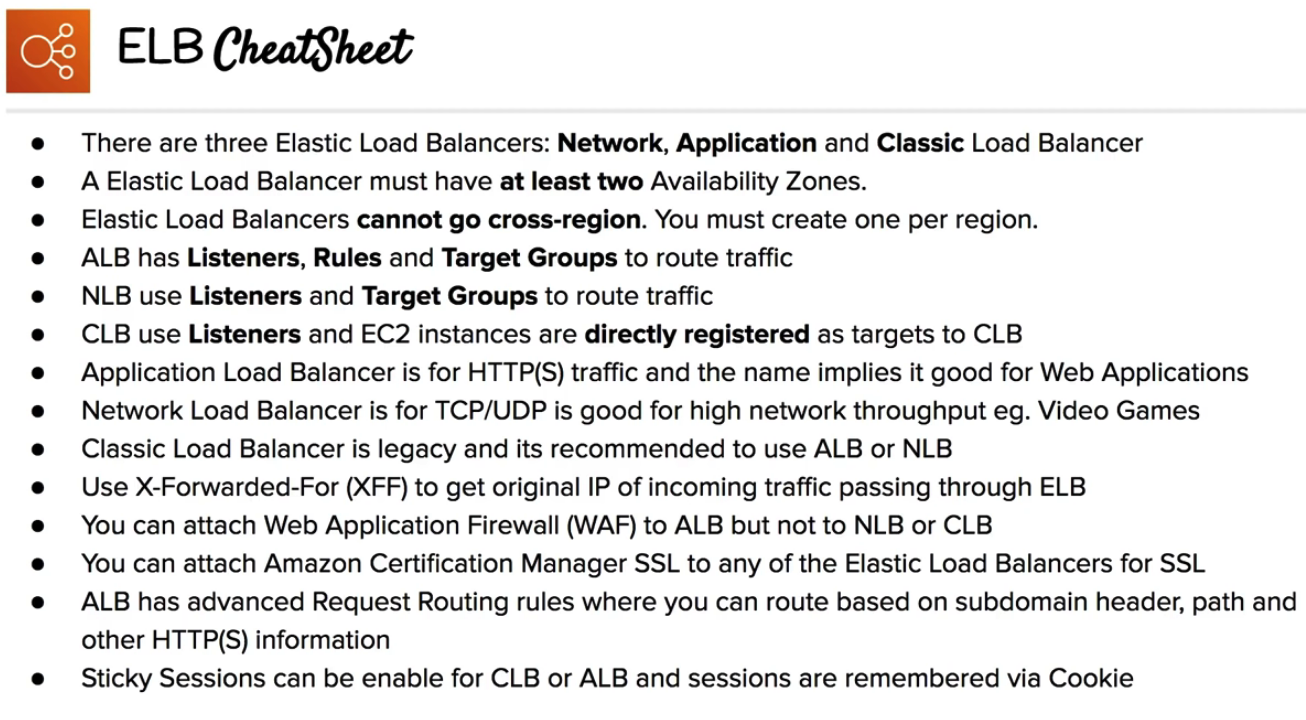 ELB CheatSheet
● There are three Elastic Load Balancers: Network, Application and Classic Load Balancer
● A Elastic Load Balancer must have at least two Availability Zones.
● Elastic Load Balancers cannot go cross-region. You must create one per region.
● ALB has Listeners, Rules and Target Groups to route traffic
● NLB use Listeners and Target Groups to route traffic
● CLB use Listeners and EC2 instances are directly registered as targets to CLB
● Application Load Balancer is for HTTP(S) traffic and the name implies it good for Web Applications
● Network Load Balancer is for TCP/UDP is good for high network throughput eg. Video Games
● Classic Load Balancer is legacy and its recommended to use ALB or NLB
● Use X-Forwarded-For (XFF) to get original IP of incoming traffic passing through ELB
● You can attach Web Application Firewall (WAF) to ALB but not to NLB or CLB
● You can attach Amazon Certification Manager SSL to any of the Elastic Load Balancers for SSL
● ALB has advanced Request Routing rules where you can route based on subdomain header, path and
other HTTP(S) information
● Sticky Sessions can be enable for CLB or ALB and sessions are remembered via Cookie